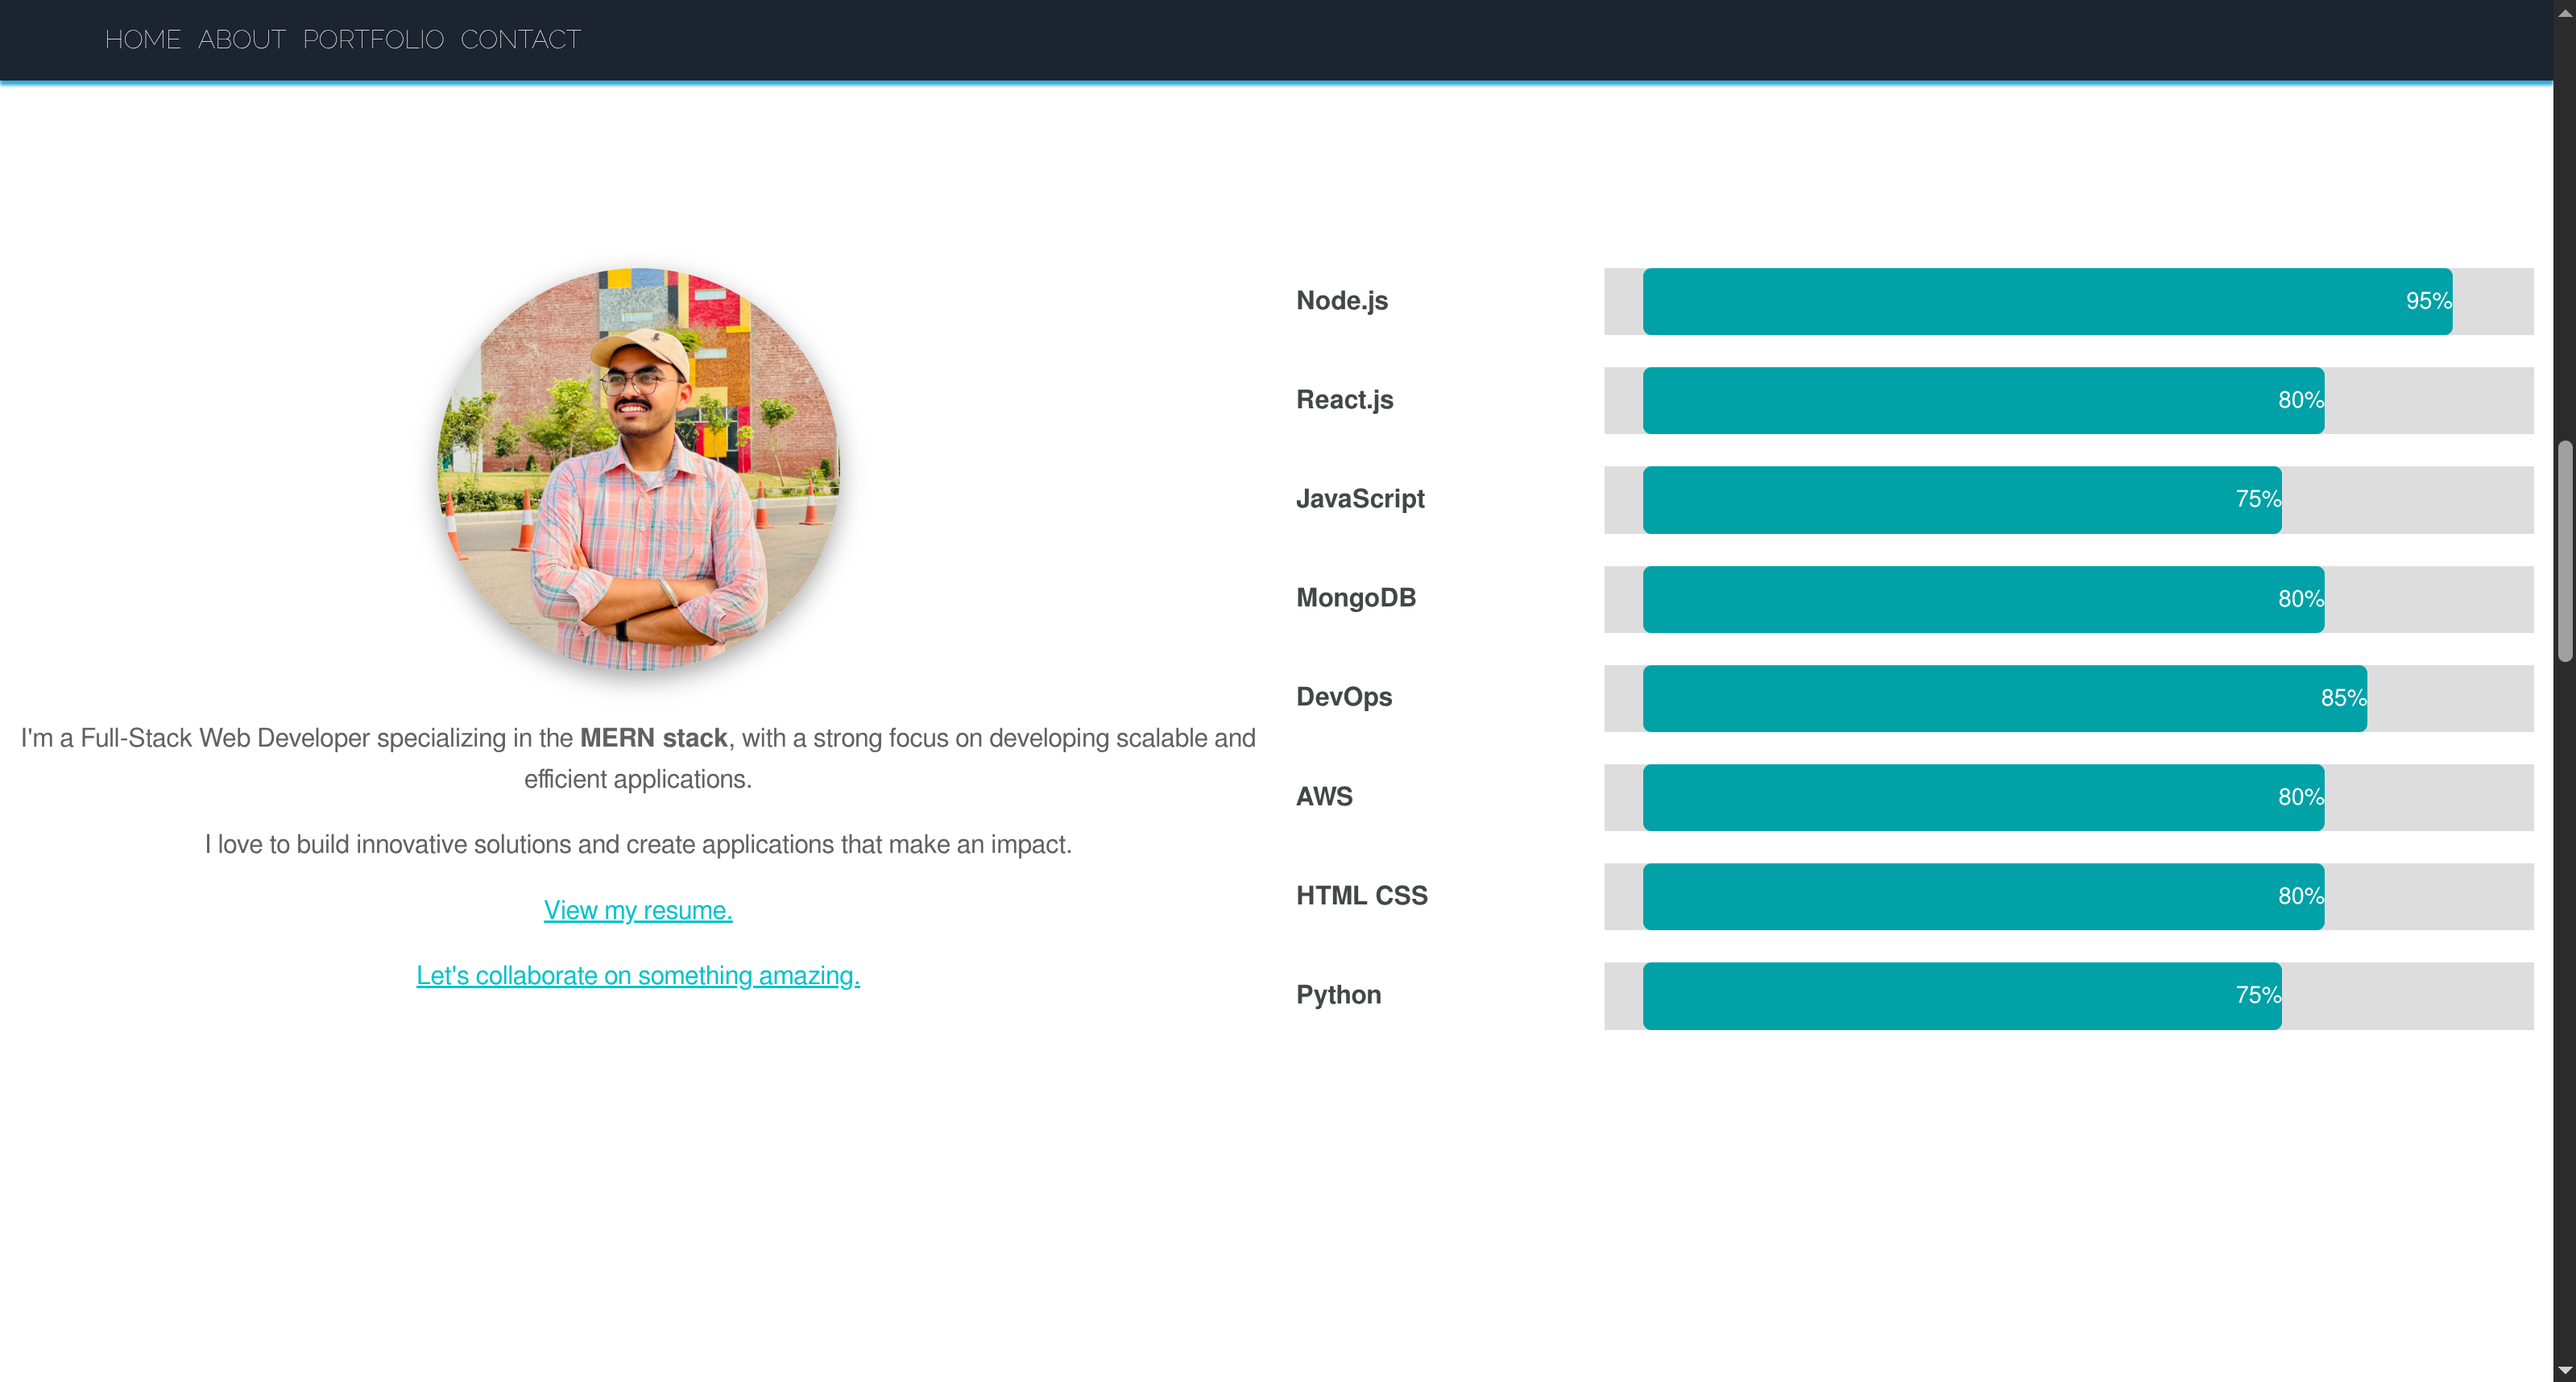 HOME ABOUT PORTFOLIO CONTACT
I'm a Full-Stack Web Developer specializing in the MERN stack, with a strong focus on developing scalable and
efficient applications.
I love to build innovative solutions and create applications that make an impact.
View my resume.
Let's collaborate on something amazing.
Node.js 95%
React.js 80%
JavaScript 75%
MongoDB 80%
DevOps 85%
AWS 80%
HTML CSS 80%
Python 75%